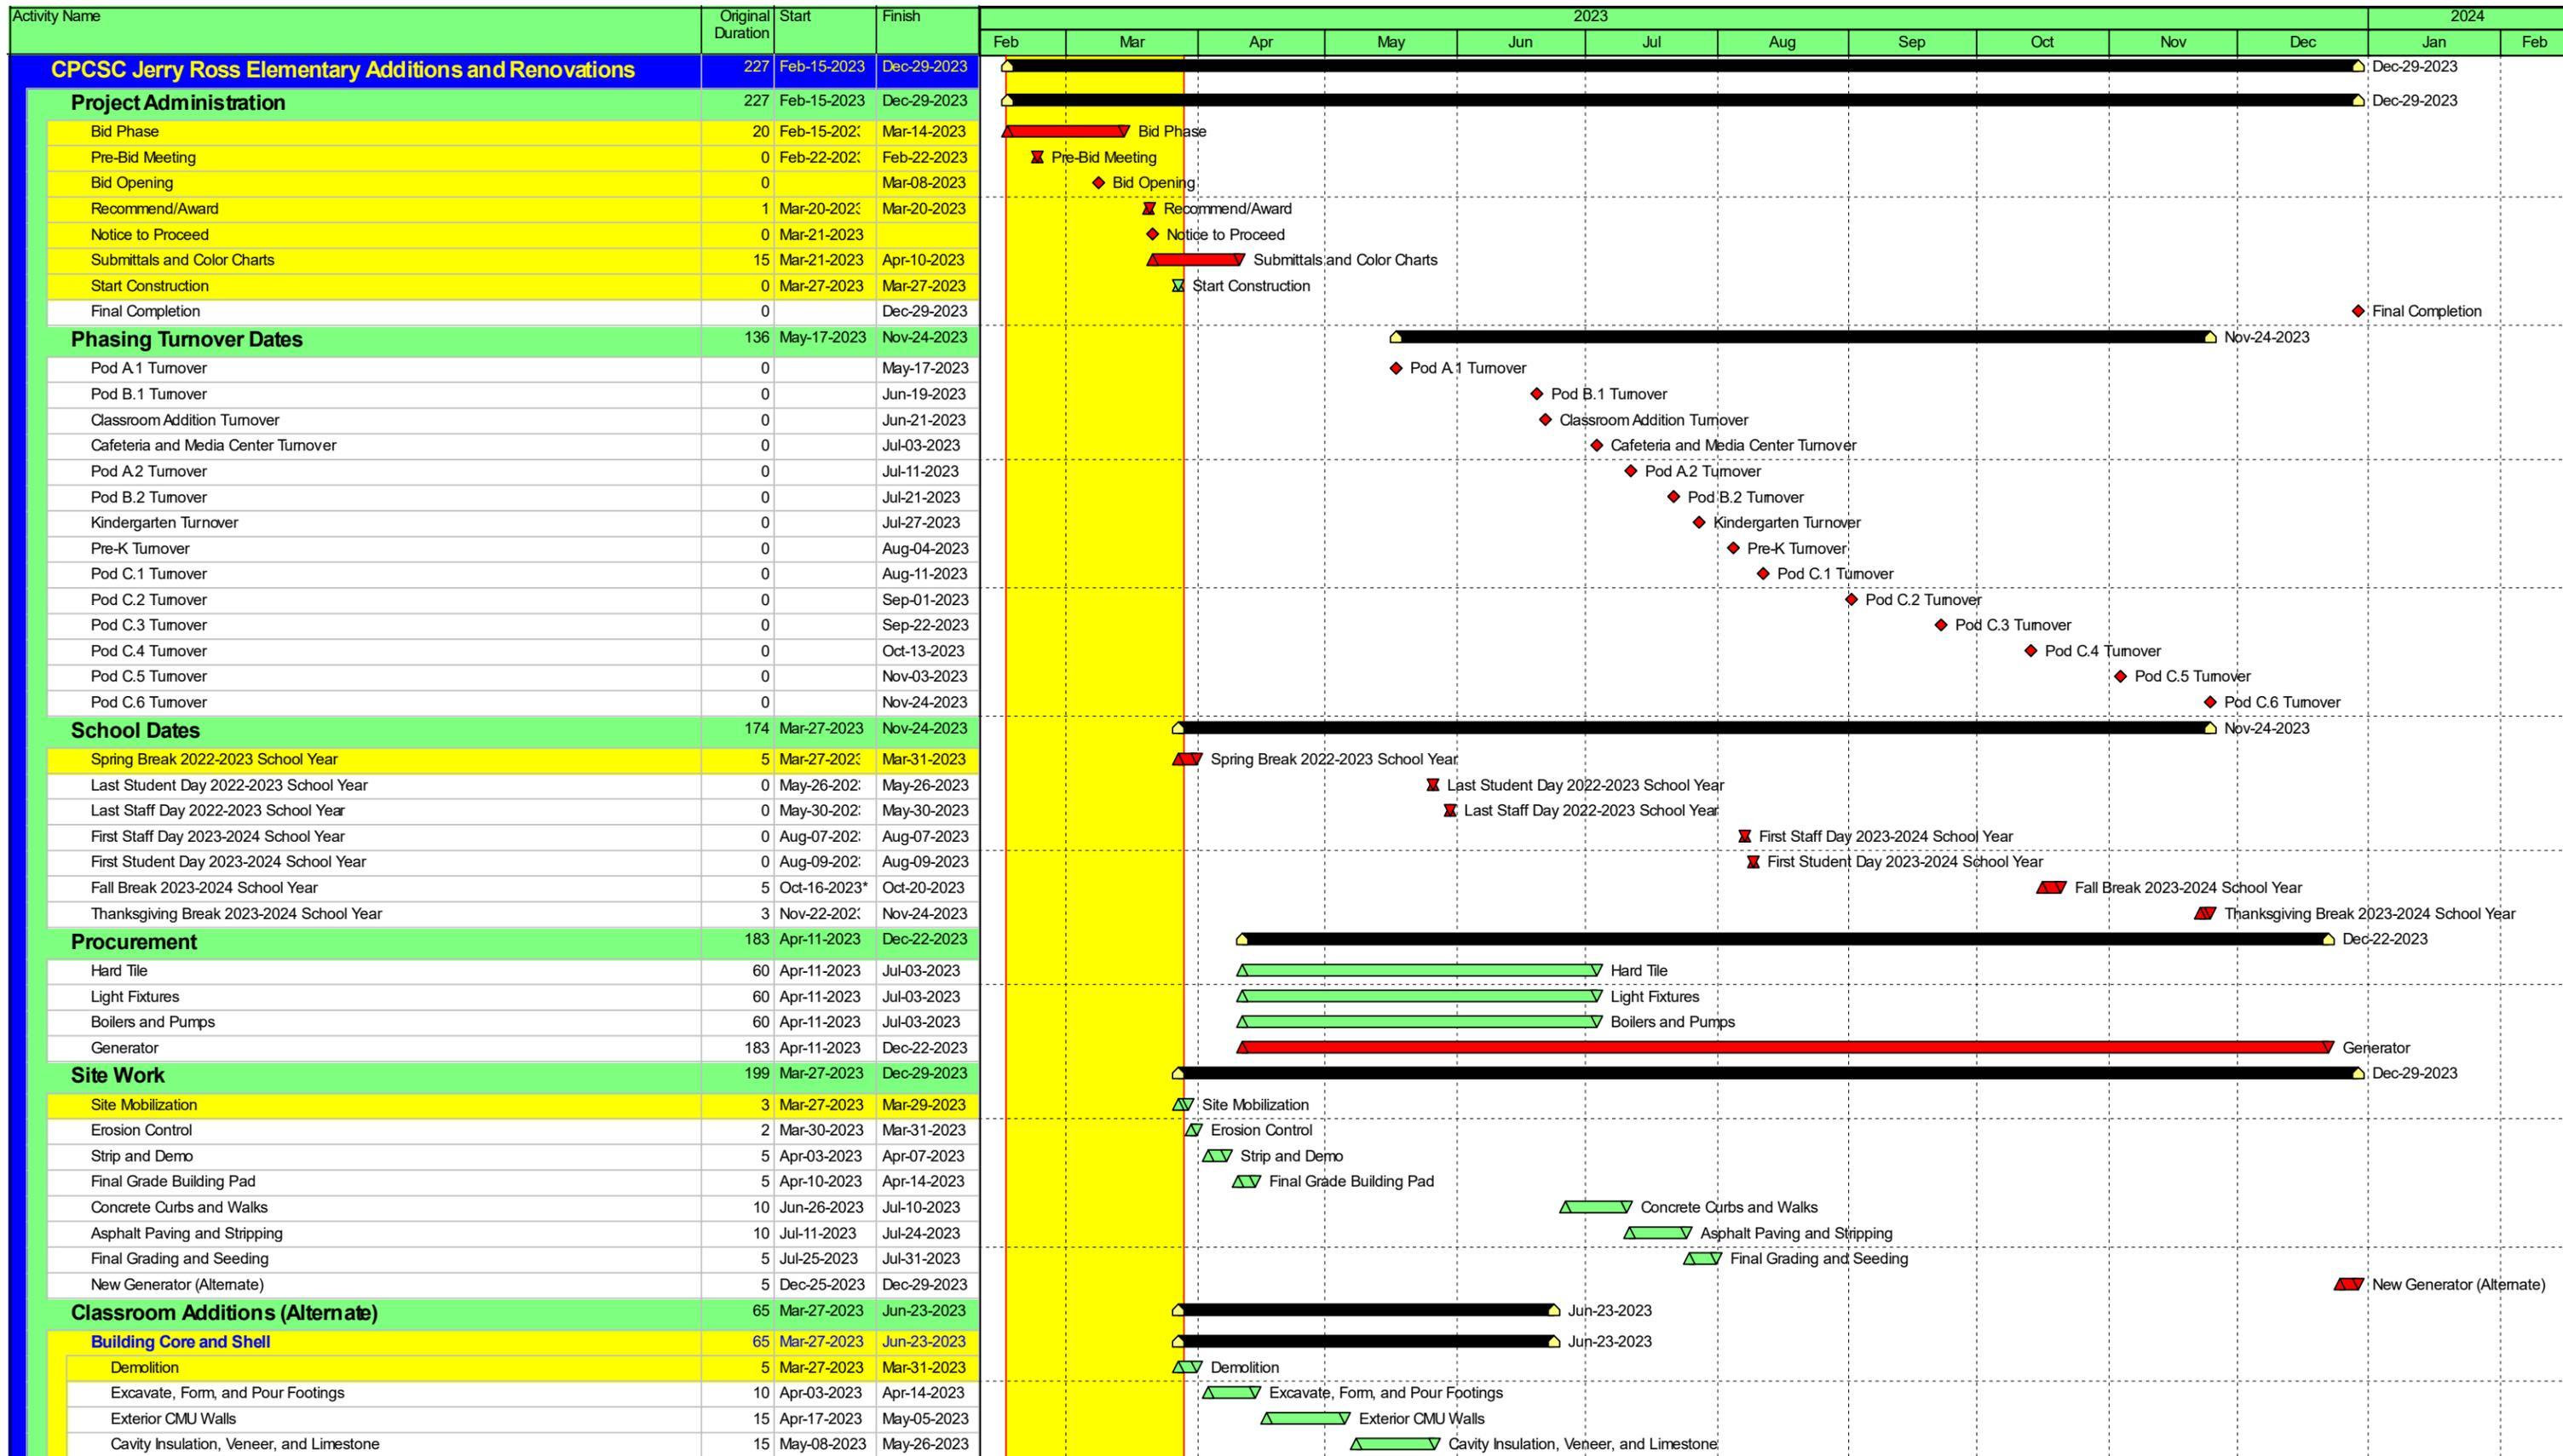 Activity Name Original Duration Start Finish 2023 2024
Feb Mar Apr May Jun Jul Aug Sep Oct Nov Dec Jan Feb
CPCSC Jerry Ross Elementary Additions and Renovations 227 Feb-15-2023 Dec-29-2023 Dec-29-2023
Project Administration 227 Feb-15-2023 Dec-29-2023 Dec-29-2023
Bid Phase 20 Feb-15-202 Mar-14-2023 Bid Phase
Pre-Bid Meeting 0 Feb-22-202 Feb-22-2023 Pre-Bid Meeting
Bid Opening 0 Mar-08-2023 Bid Opening
Recommend/Award 1 Mar-20-202 Mar-20-2023 Recommend/Award
Notice to Proceed 0 Mar-21-2023 Notice to Proceed
Submittals and Color Charts 15 Mar-21-2023 Apr-10-2023 Submittals and Color Charts
Start Construction 0 Mar-27-2023 Mar-27-2023 Start Construction
Final Completion 0 Dec-29-2023 Final Completion
Phasing Turnover Dates 136 May-17-2023 Nov-24-2023 Nov-24-2023
Pod A.1 Turnover 0 May-17-2023 Pod A.1 Turnover
Pod B.1 Turnover 0 Jun-19-2023 Pod B.1 Turnover
Classroom Addition Turnover 0 Jun-21-2023 Classroom Addition Turnover
Cafeteria and Media Center Turnover 0 Jul-03-2023 Cafeteria and Media Center Turnover
Pod A.2 Turnover 0 Jul-11-2023 Pod A.2 Turnover
Pod B.2 Turnover 0 Jul-21-2023 Pod B.2 Turnover
Kindergarten Turnover 0 Jul-27-2023 Kindergarten Turnover
Pre-K Turnover 0 Aug-04-2023 Pre-K Turnover
Pod C.1 Turnover 0 Aug-11-2023 Pod C.1 Turnover
Pod C.2 Turnover 0 Sep-01-2023 Pod C.2 Turnover
Pod C.3 Turnover 0 Sep-22-2023 Pod C.3 Turnover
Pod C.4 Turnover 0 Oct-13-2023 Pod C.4 Turnover
Pod C.5 Turnover 0 Nov-03-2023 Pod C.5 Turnover
Pod C.6 Turnover 0 Nov-24-2023 Pod C.6 Turnover
School Dates 174 Mar-27-2023 Nov-24-2023 Nov-24-2023
Spring Break 2022-2023 School Year 5 Mar-27-202 Mar-31-2023 Spring Break 2022-2023 School Year
Last Student Day 2022-2023 School Year 0 May-26-202 May-26-2023 Last Student Day 2022-2023 School Year
Last Staff Day 2022-2023 School Year 0 May-30-202 May-30-2023 Last Staff Day 2022-2023 School Year
First Staff Day 2023-2024 School Year 0 Aug-07-202 Aug-07-2023 First Staff Day 2023-2024 School Year
First Student Day 2023-2024 School Year 0 Aug-09-202 Aug-09-2023 First Student Day 2023-2024 School Year
Fall Break 2023-2024 School Year 5 Oct-16-2023* Oct-20-2023 Fall Break 2023-2024 School Year
Thanksgiving Break 2023-2024 School Year 3 Nov-22-202 Nov-24-2023 Thanksgiving Break 2023-2024 School Year
Procurement 183 Apr-11-2023 Dec-22-2023 Dec-22-2023
Hard Tile 60 Apr-11-2023 Jul-03-2023 Hard Tile
Light Fixtures 60 Apr-11-2023 Jul-03-2023 Light Fixtures
Boilers and Pumps 60 Apr-11-2023 Jul-03-2023 Boilers and Pumps
Generator 183 Apr-11-2023 Dec-22-2023 Generator
Site Work 199 Mar-27-2023 Dec-29-2023 Dec-29-2023
Site Mobilization 3 Mar-27-2023 Mar-29-2023 Site Mobilization
Erosion Control 2 Mar-30-2023 Mar-31-2023 Erosion Control
Strip and Demo 5 Apr-03-2023 Apr-07-2023 Strip and Demo
Final Grade Building Pad 5 Apr-10-2023 Apr-14-2023 Final Grade Building Pad
Concrete Curbs and Walks 10 Jun-26-2023 Jul-10-2023 Concrete Curbs and Walks
Asphalt Paving and Stripping 10 Jul-11-2023 Jul-24-2023 Asphalt Paving and Stripping
Final Grading and Seeding 5 Jul-25-2023 Jul-31-2023 Final Grading and Seeding
New Generator (Alternate) 5 Dec-25-2023 Dec-29-2023 New Generator (Alternate)
Classroom Additions (Alternate) 65 Mar-27-2023 Jun-23-2023 Jun-23-2023
Building Core and Shell 65 Mar-27-2023 Jun-23-2023 Jun-23-2023
Demolition 5 Mar-27-2023 Mar-31-2023 Demolition
Excavate, Form, and Pour Footings 10 Apr-03-2023 Apr-14-2023 Excavate, Form, and Pour Footings
Exterior CMU Walls 15 Apr-17-2023 May-05-2023 Exterior CMU Walls
Cavity Insulation, Veneer, and Limestone 15 May-08-2023 May-26-2023 Cavity Insulation, Veneer, and Limestone